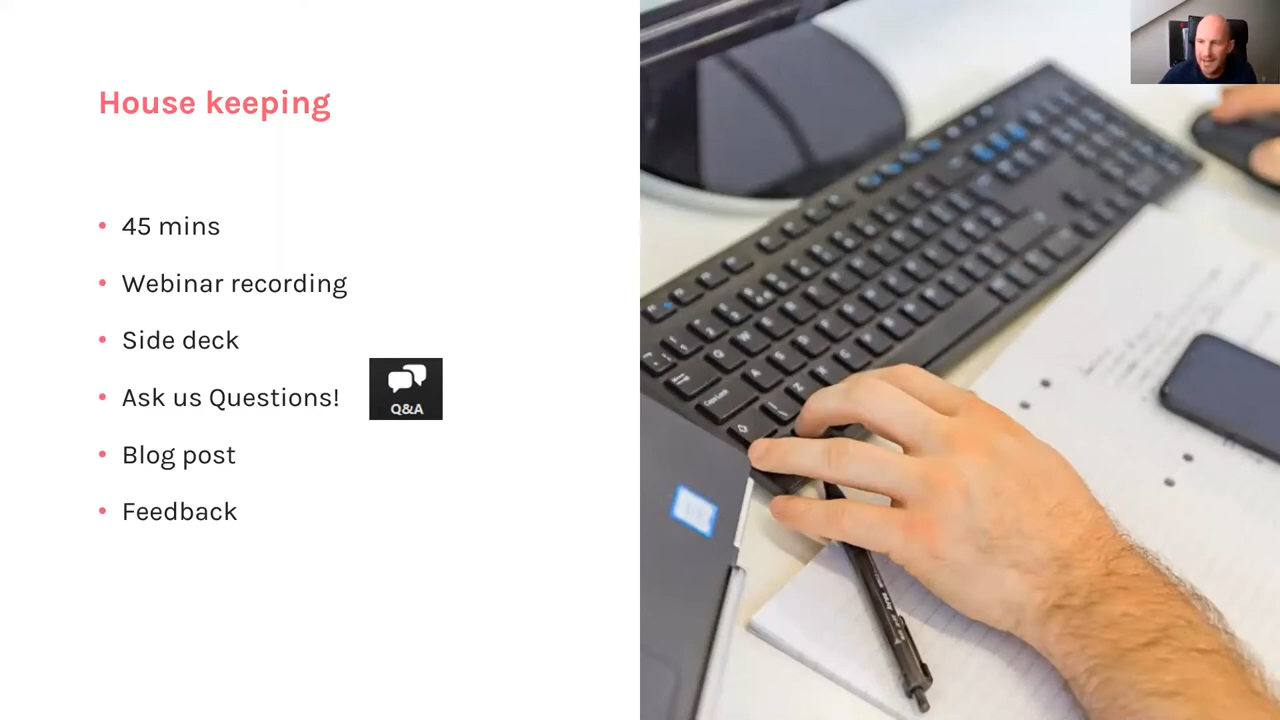 House keeping
45 mins
Webinar recording
Side deck
Ask us Questions!
Q&A
Blog post
Feedback